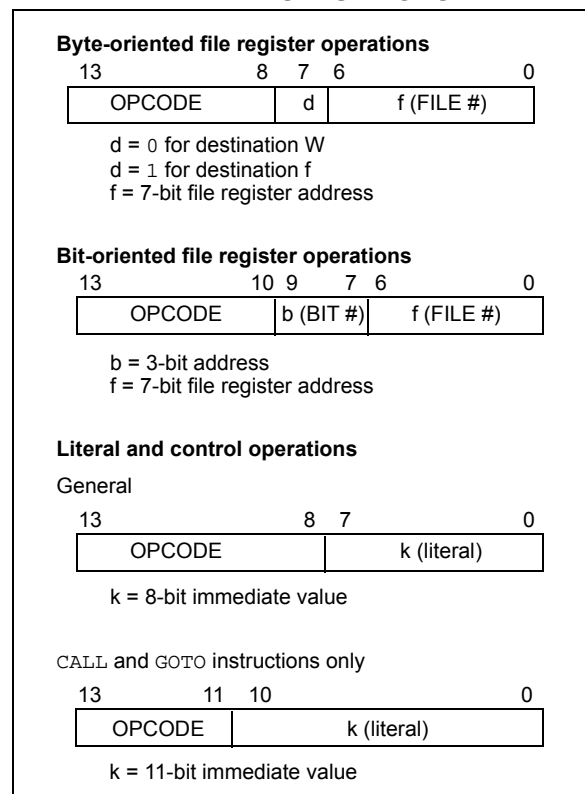 Byte-oriented file register operations
13 8 7 6 0
OPCODE d f (FILE #)
d = 0 for destination W
d = 1 for destination f
f = 7-bit file register address
Bit-oriented file register operations
13 10 9 7 6 0
OPCODE b (BIT #) f (FILE #)
b = 3-bit address
f = 7-bit file register address
Literal and control operations
General
13 8 7 0
OPCODE k (literal)
k = 8-bit immediate value
CALL and GOTO instructions only
13 11 10 0
OPCODE k (literal)
k = 11-bit immediate value